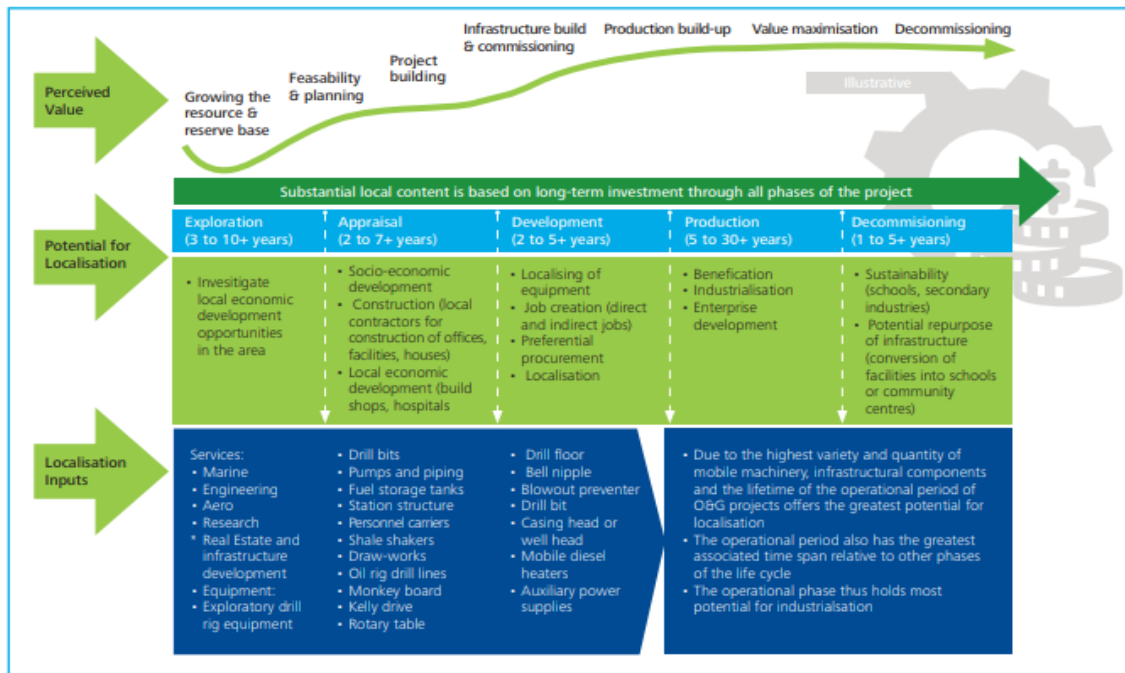 Perceived
Value
Growing the
resource &
reserve base
Feasability
& planning
Project
building
Infrastructure build
& commissioning
Production build-up
Value maximisation
Decommissioning
Illustrative
Substantial local content is based on long-term investment through all phases of the project
Potential for
Localisation
Exploration
(3 to 10+ years)
Appraisal
(2 to 7+ years)
Development
(2 to 5+ years)
Production
(5 to 30+ years)
Decommisioning
(1 to 5+ years)
• Invesitigate
local economic
development
opportunities
in the area
• Socio-economic
development
• Construction (local
contractors for
construction of offices,
facilities, houses)
• Local economic
development (build
shops, hospitals
• Localising of
equipment
• Job creation (direct
and indirect jobs)
• Preferential
procurement
• Localisation
• Benefication
• Industrialisation
• Enterprise
development
• Sustainability
(schools, secondary
industries)
• Potential repurpose
of infrastructure
(conversion of
facilities into schools
or community
centres)
Localisation
Inputs
Services:
• Marine
• Engineering
• Aero
• Research
* Real Estate and
infrastructure
development
• Equipment:
• Exploratory drill
rig equipment
• Drill bits
• Pumps and piping
• Fuel storage tanks
• Station structure
• Personnel carriers
• Shale shakers
• Draw-works
• Oil rig drill lines
• Monkey board
• Kelly drive
• Rotary table
• Drill floor
• Bell nipple
• Blowout preventer
• Drill bit
• Casing head or
well head
• Mobile diesel
heaters
• Auxiliary power
supplies
• Due to the highest variety and quantity of
mobile machinery, infrastructural components
and the lifetime of the operational period of
O&G projects offers the greatest potential for
localisation
• The operational period also has the greatest
associated time span relative to other phases
of the life cycle
• The operational phase thus holds most
potential for industrialsation